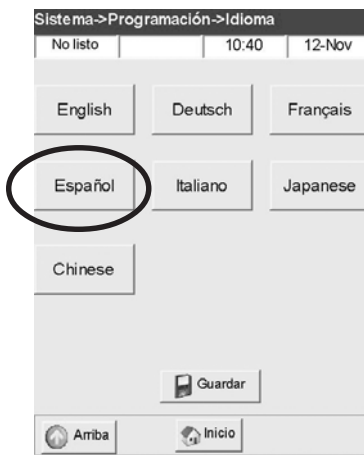 Sistema->Programación->Idioma
No listo 10:40 12-Nov
English Deutsch Français
Español Italiano Japanese
Chinese
Guardar
Arriba Inicio